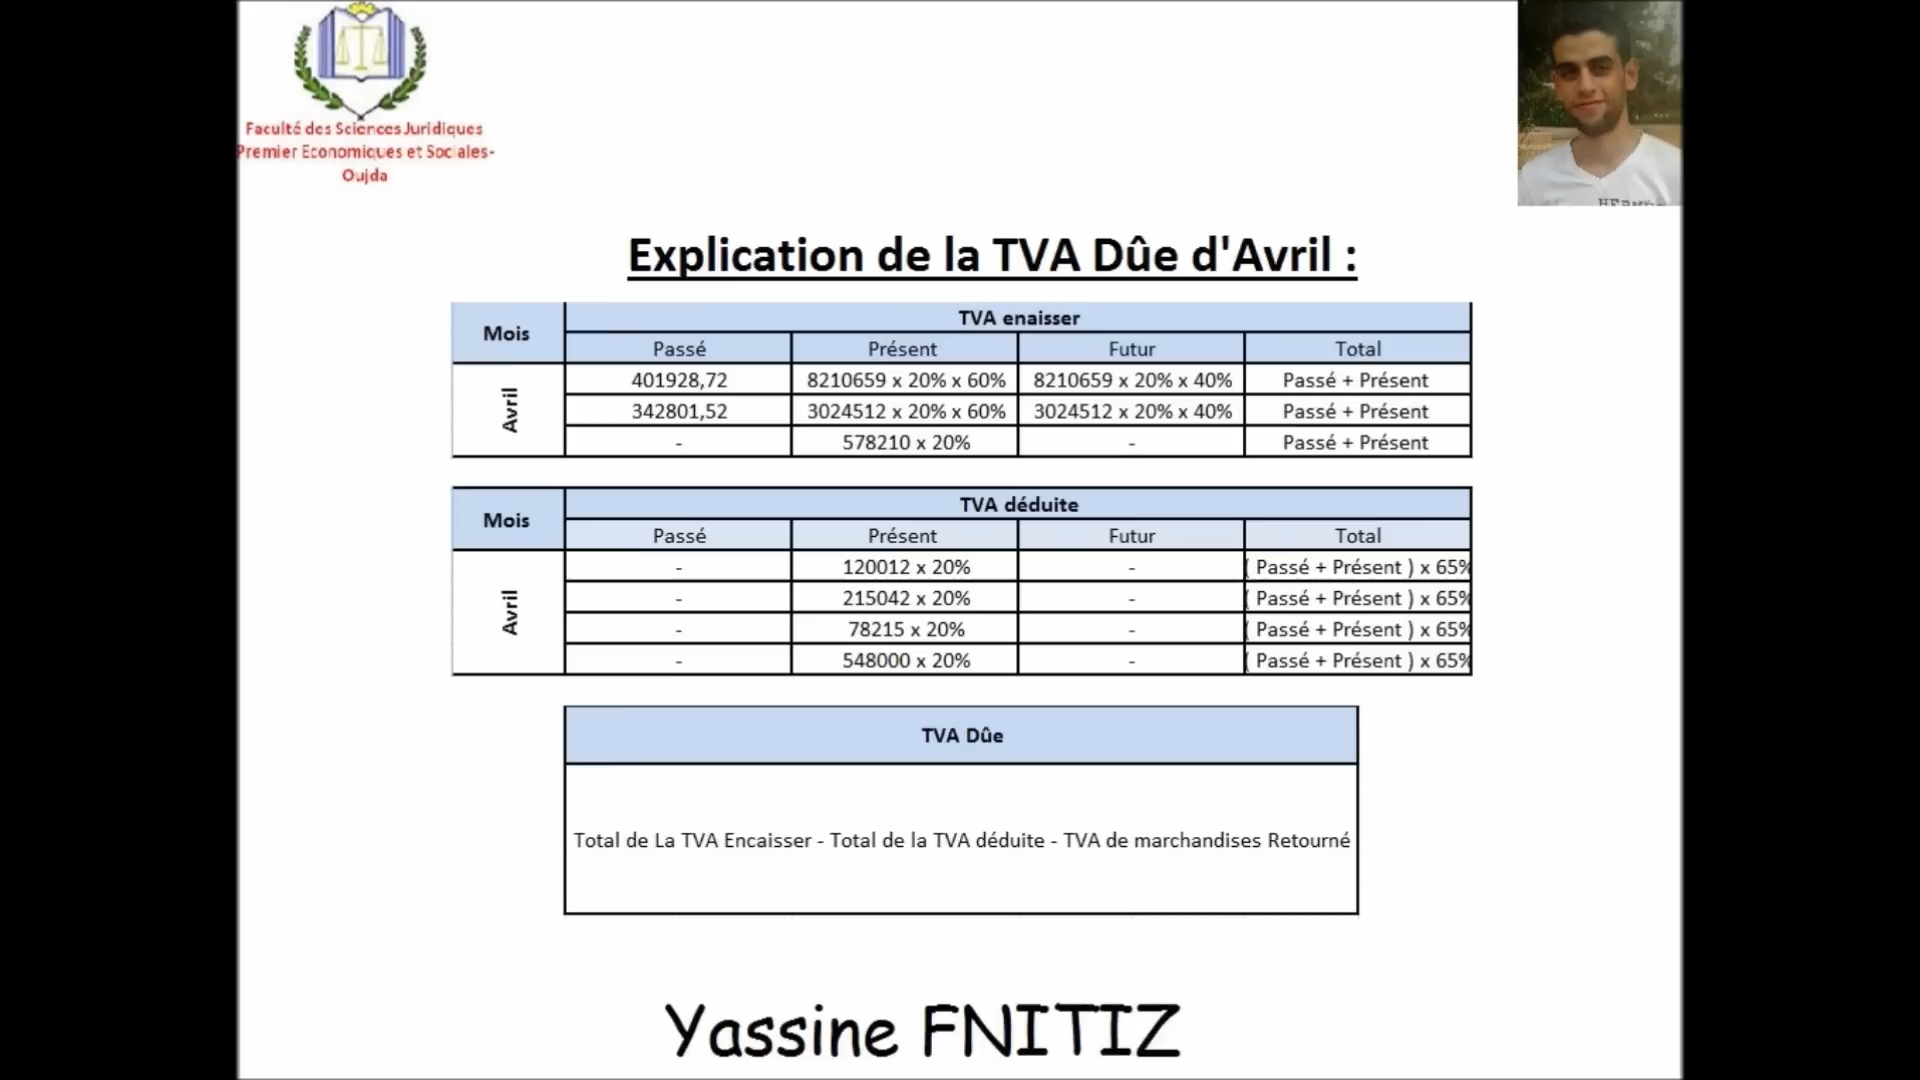 Faculté des Sciences Juridiques
Premier Economiques et Sociales-
Oujda
Explication de la TVA Dûe d'Avril :
Mois TVA enaisser
Passé Présent Futur Total
Avril
401928,72 8210659 x 20% x 60% 8210659 x 20% x 40% Passé + Présent
342801,52 3024512 x 20% x 60% 3024512 x 20% x 40% Passé + Présent
- 578210 x 20% - Passé + Présent
Mois TVA déduite
Passé Présent Futur Total
Avril
- 120012 x 20% - ( Passé + Présent ) x 65%
- 215042 x 20% - ( Passé + Présent ) x 65%
- 78215 x 20% - ( Passé + Présent ) x 65%
- 548000 x 20% - ( Passé + Présent ) x 65%
TVA Dûe
Total de La TVA Encaisser - Total de la TVA déduite - TVA de marchandises Retourné
Yassine FNITIZ